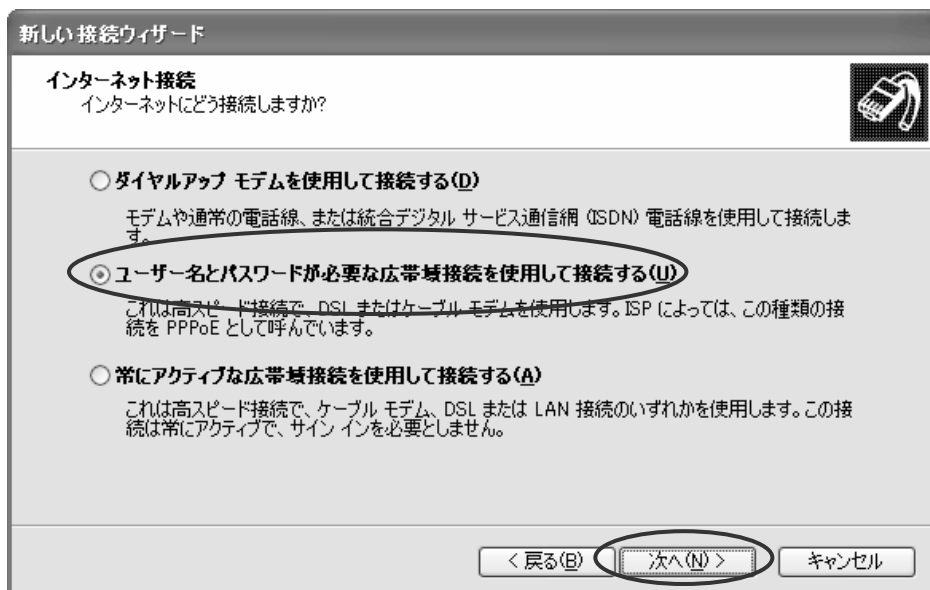 新しい接続ウィザード
インターネット接続
インターネットにどう接続しますか?
ダイヤルアップ モデムを使用して接続する(D)
モデムや通常の電話線、または統合デジタル サービス通信網 (ISDN) 電話線を使用して接続しま
す。
ユーザー名とパスワードが必要な広帯域接続を使用して接続する(U)
これは高スピード接続で、DSL またはケーブル モデムを使用します。ISP によっては、この種類の接
続を PPPoE として呼んでいます。
常にアクティブな広帯域接続を使用して接続する(A)
これは高スピード接続で、ケーブル モデム、DSL または LAN 接続のいずれかを使用します。この接
続は常にアクティブで、サイン インを必要としません。
< 戻る(B) 次へ(N) > キャンセル